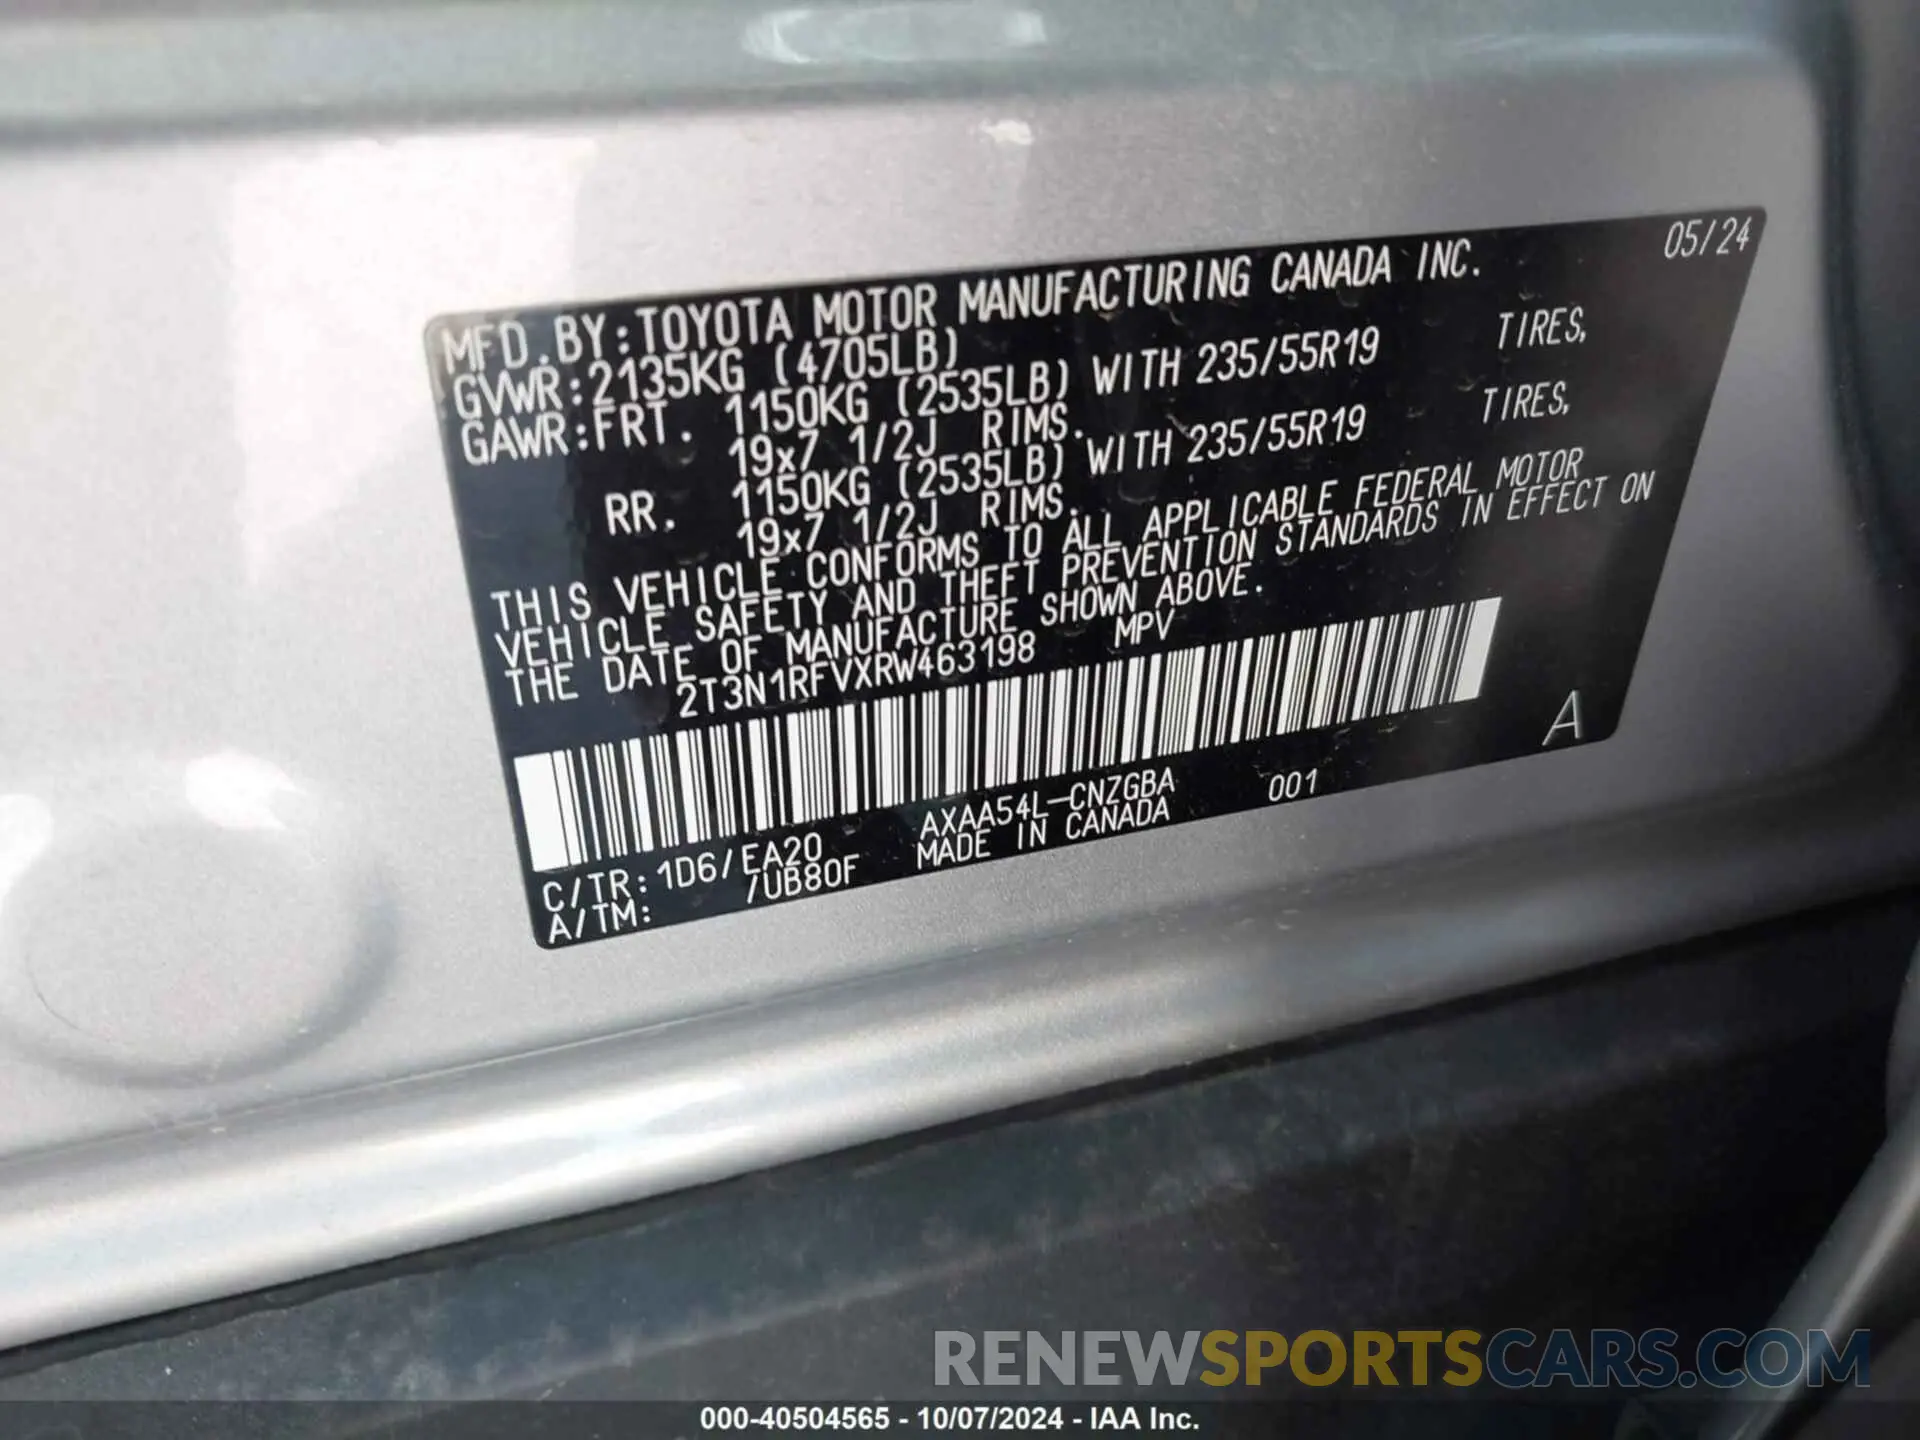 05/24
MFD.BY:TOYOTA MOTOR MANUFACTURING CANADA INC.
GVWR:2135KG (4705LB)
GAWR:FRT. 1150KG (2535LB) WITH 235/55R19 TIRES,
19x7 1/2J RIMS.
RR. 1150KG (2535LB) WITH 235/55R19 TIRES,
19x7 1/2J RIMS.
THIS VEHICLE CONFORMS TO ALL APPLICABLE FEDERAL MOTOR
VEHICLE SAFETY AND THEFT PREVENTION STANDARDS IN EFFECT ON
THE DATE OF MANUFACTURE SHOWN ABOVE.
2T3N1RFVXRW463198 MPV
A
C/TR:1D6/EA20 AXAA54L-CNZGBA 001
A/TM: /UB80F MADE IN CANADA
RENEWSPORTSCARS.COM
000-40504565 - 10/07/2024 - IAA Inc.